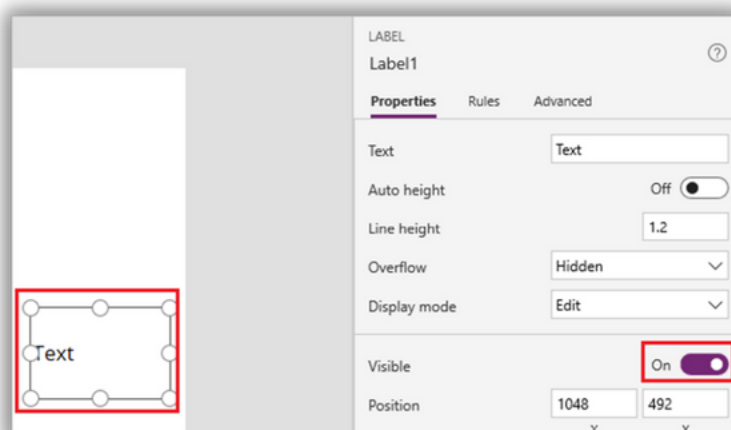 LABEL
Label1
?
Properties Rules Advanced
Text Text
Auto height Off
Line height 1.2
Overflow Hidden
Display mode Edit
Text
Visible On
Position 1048 492
X X